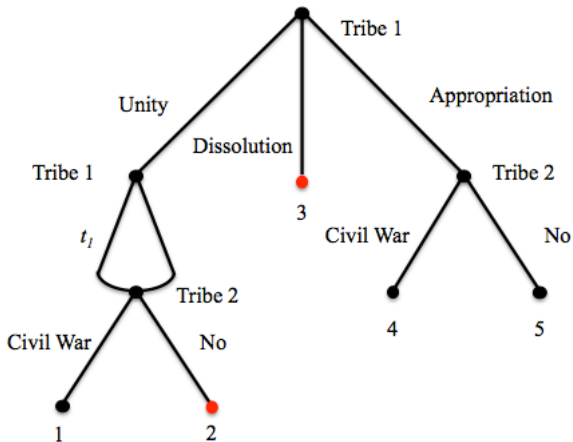 Tribe 1
Unity
Appropriation
Dissolution
Tribe 1
Tribe 2
3
t1
Civil War
No
Tribe 2
4
5
Civil War
No
1
2